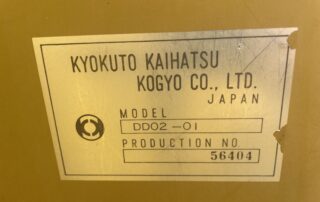 KYOKUTO KAIHATSU
KOGYO CO., LTD.
JAPAN
MODEL
DD02-01
PRODUCTION NO
56404